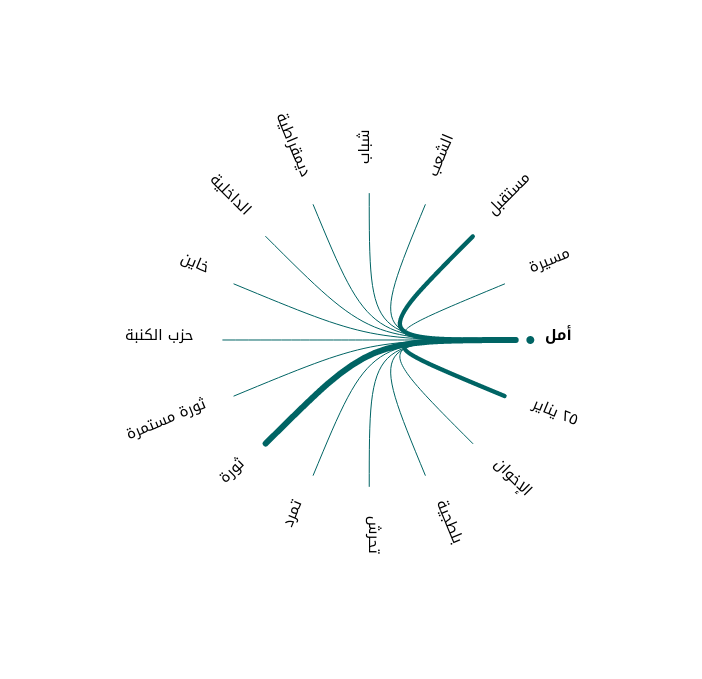 أمل
مسيرة
مستقبل
الشعب
شباب
ديمقراطية
الداخلية
خاين
حزب الكنبة
ثورة مستمرة
ثورة
تمرد
تحرش
بلطجية
الإخوان
٢٥ يناير